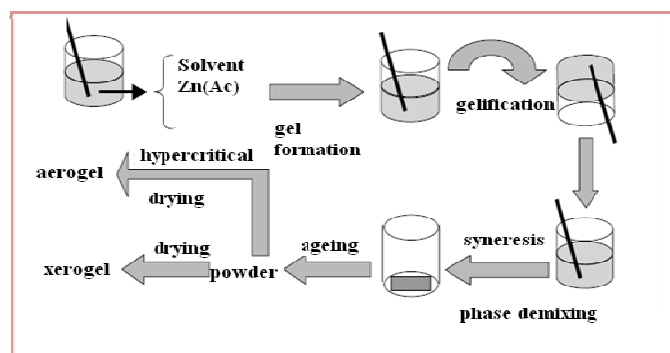 Solvent
Zn(Ac)
gel
formation
gelification
hypercritical
aerogel
drying
drying
xerogel
powder
ageing
syneresis
phase demixing